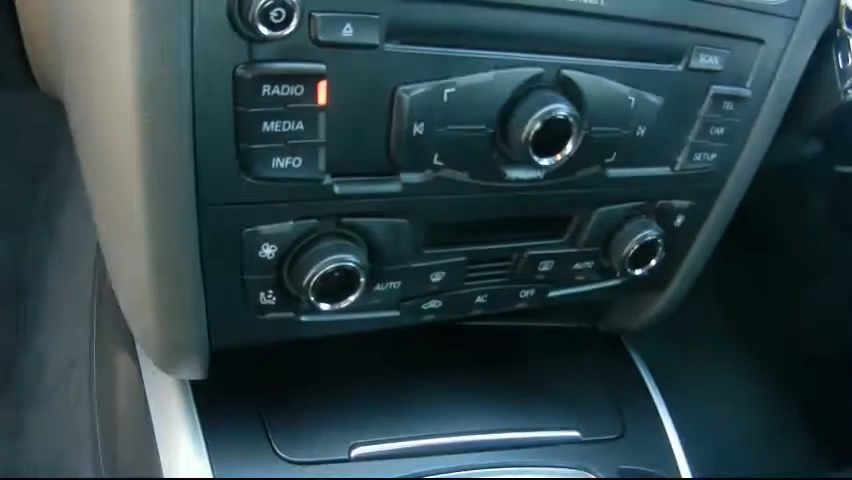 SCAN
RADIO
TEL
MEDIA
CAR
INFO
SETUP
AUTO
AUTO
AC
OFF